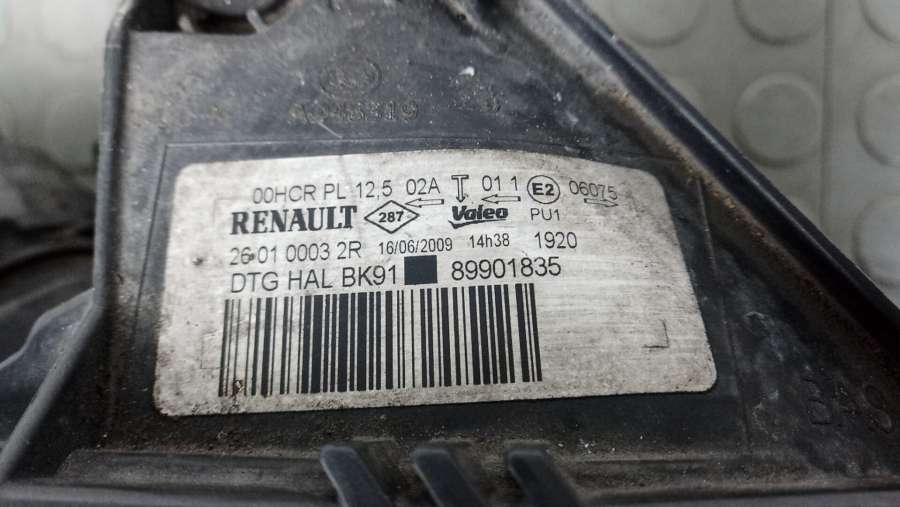 00HCR PL 12,5 02A 01 1 E2 06075
RENAULT 287 Valeo PU1
26 01 0003 2R 16/06/2009 14h38 1920
DTG HAL BK91 89901835
BAS